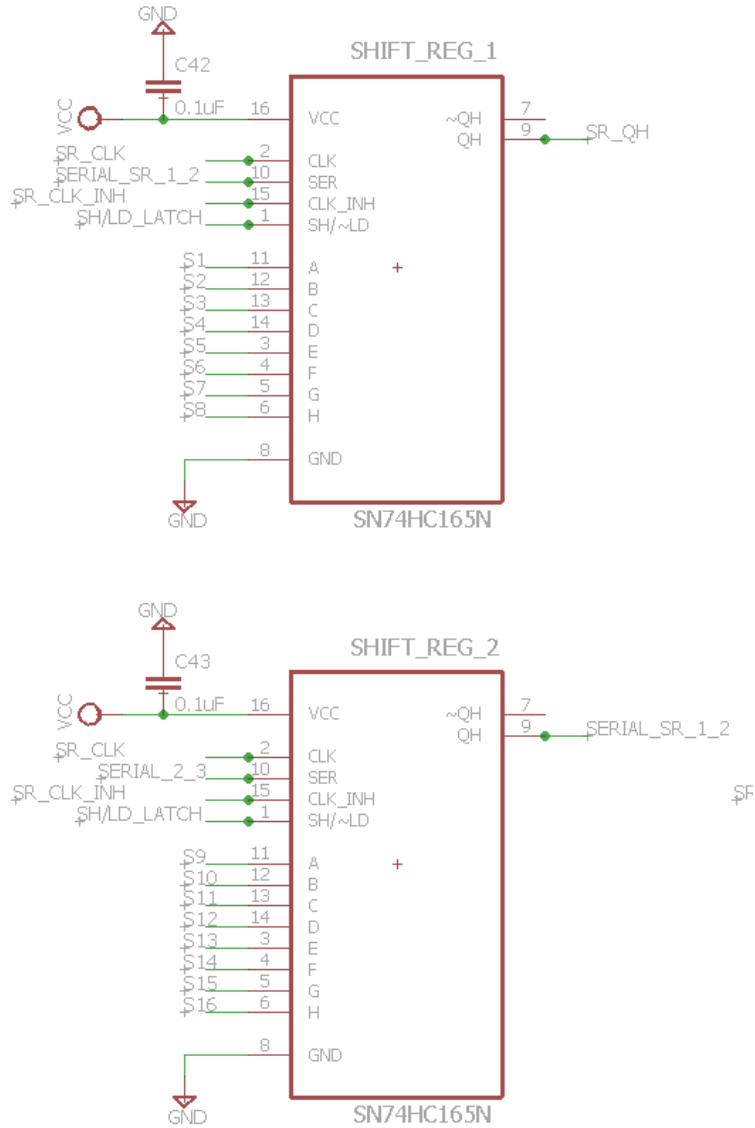 GND
SHIFT_REG_1
C42
0.1uF
VCC
16 VCC ~QH 7
QH 9 SR_QH
SR_CLK 2 CLK
SERIAL_SR_1_2 10 SER
SR_CLK_INH 15 CLK_INH
SH/LD_LATCH 1 SH/~LD
S1 11 A
S2 12 B
S3 13 C
S4 14 D
S5 3 E
S6 4 F
S7 5 G
S8 6 H
8 GND
GND
SN74HC165N
GND
SHIFT_REG_2
C43
0.1uF
VCC
16 VCC ~QH 7
QH 9 SERIAL_SR_1_2
SR_CLK 2 CLK
SERIAL_2_3 10 SER
SR_CLK_INH 15 CLK_INH
SR
SH/LD_LATCH 1 SH/~LD
S9 11 A
S10 12 B
S11 13 C
S12 14 D
S13 3 E
S14 4 F
S15 5 G
S16 6 H
8 GND
GND
SN74HC165N